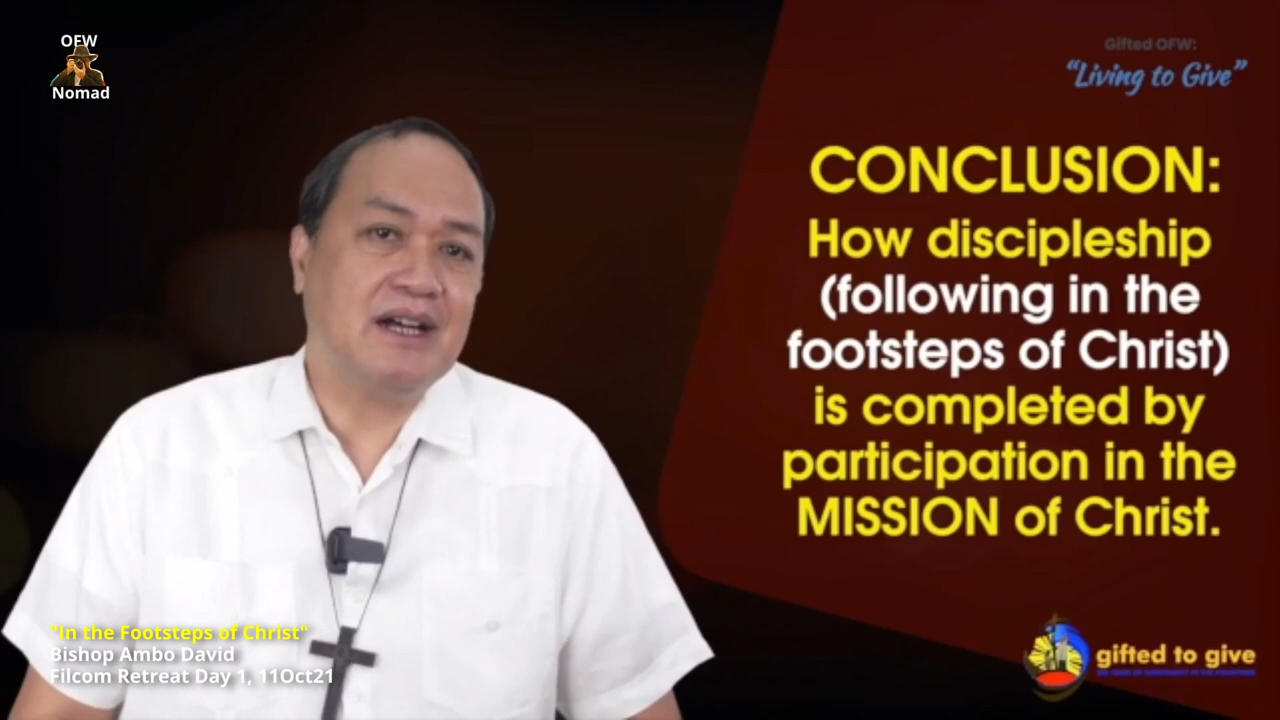 OFW
Nomad
Gifted OFW:
"Living to Give"
CONCLUSION:
How discipleship
(following in the
footsteps of Christ)
is completed by
participation in the
MISSION of Christ.
"In the Footsteps of Christ"
Bishop Ambo David
Filcom Retreat Day 1, 11Oct21
gifted to give